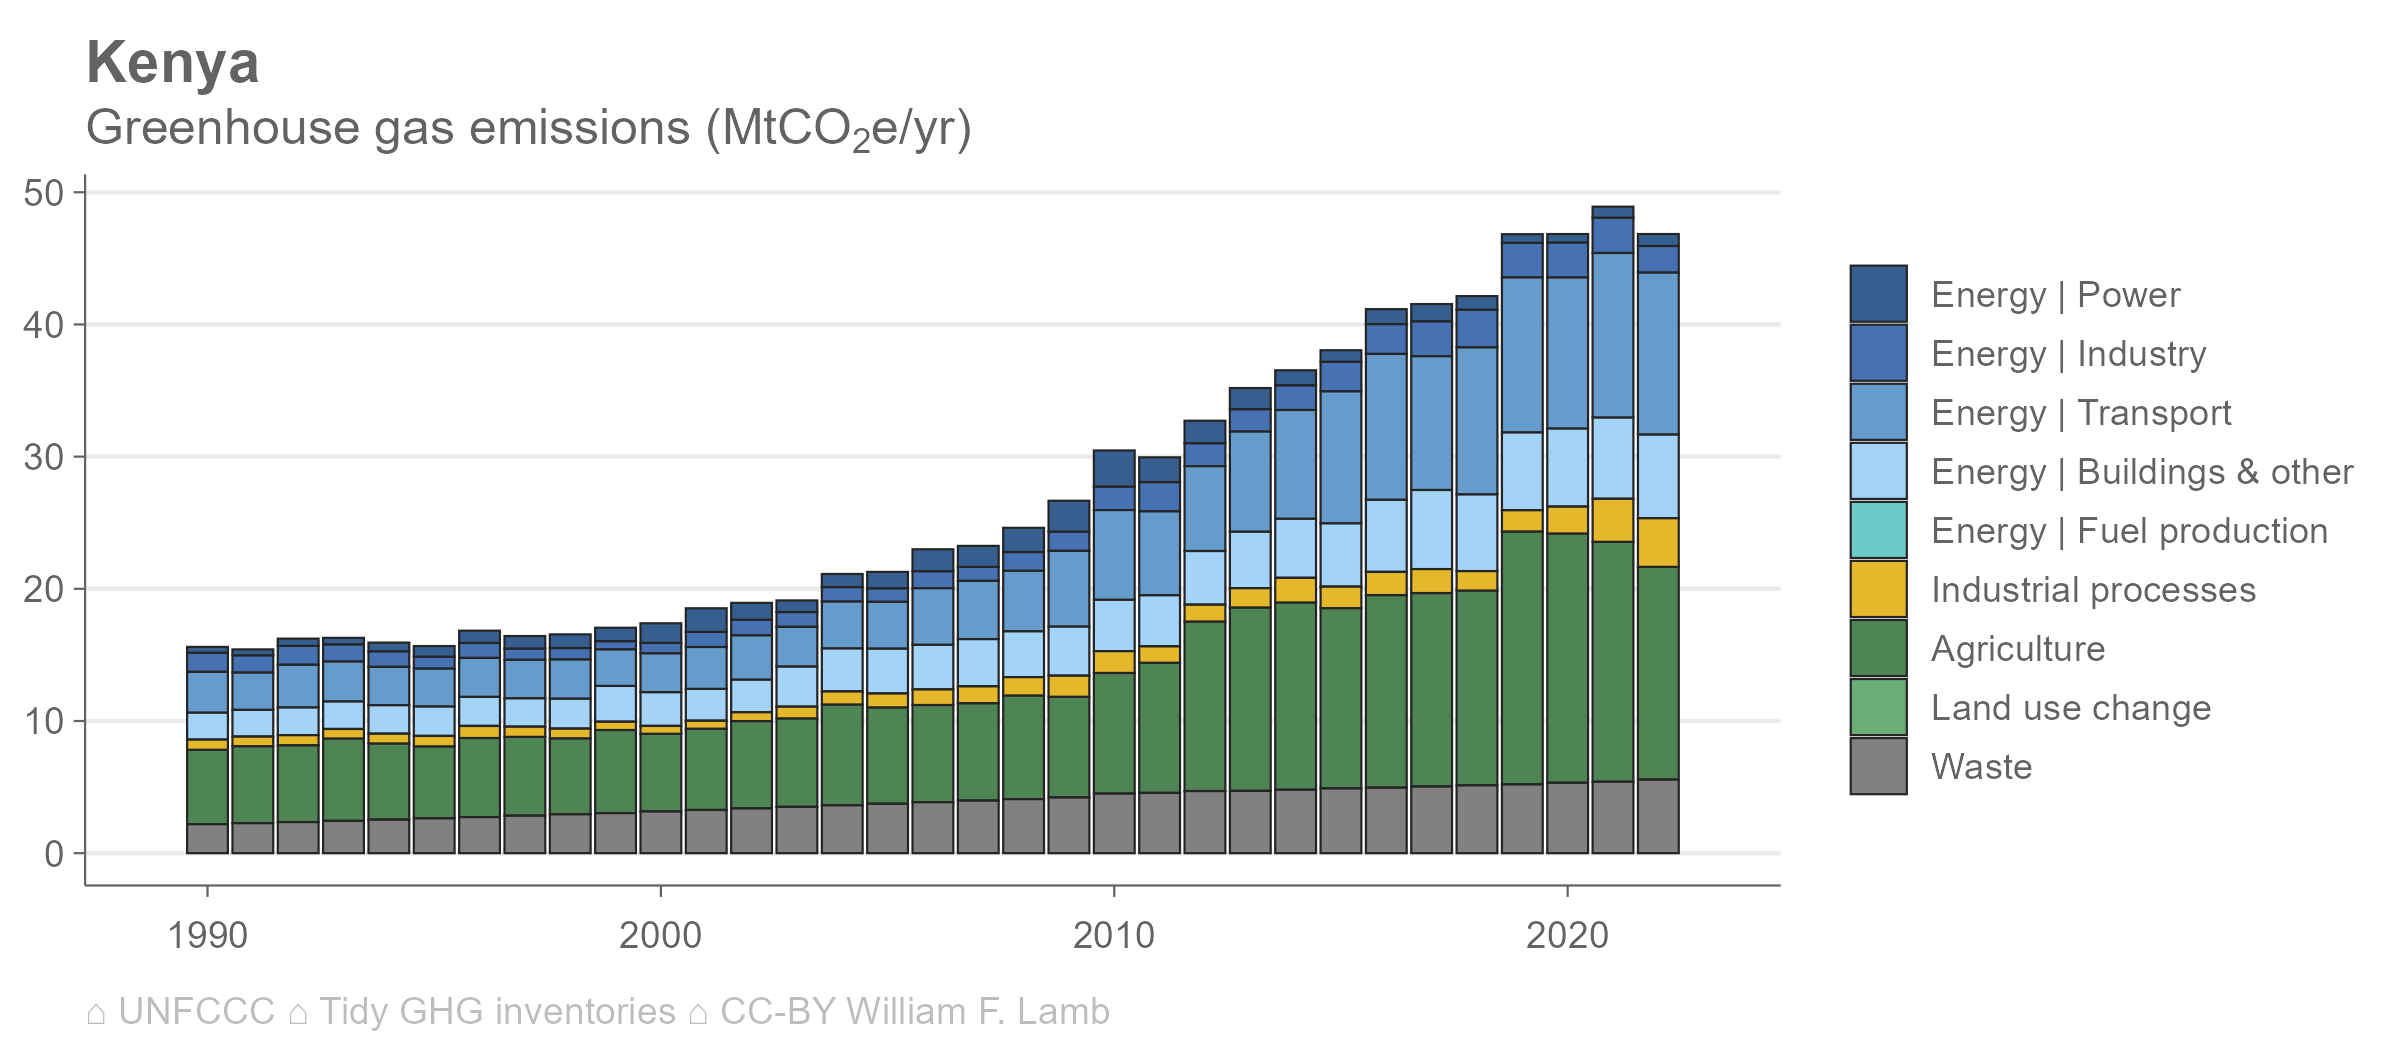 Kenya
Greenhouse gas emissions (MtCO₂e/yr)
50
40
30
20
10
0
1990 2000 2010 2020
Energy | Power
Energy | Industry
Energy | Transport
Energy | Buildings & other
Energy | Fuel production
Industrial processes
Agriculture
Land use change
Waste
⌂ UNFCCC ⌂ Tidy GHG inventories ⌂ CC-BY William F. Lamb